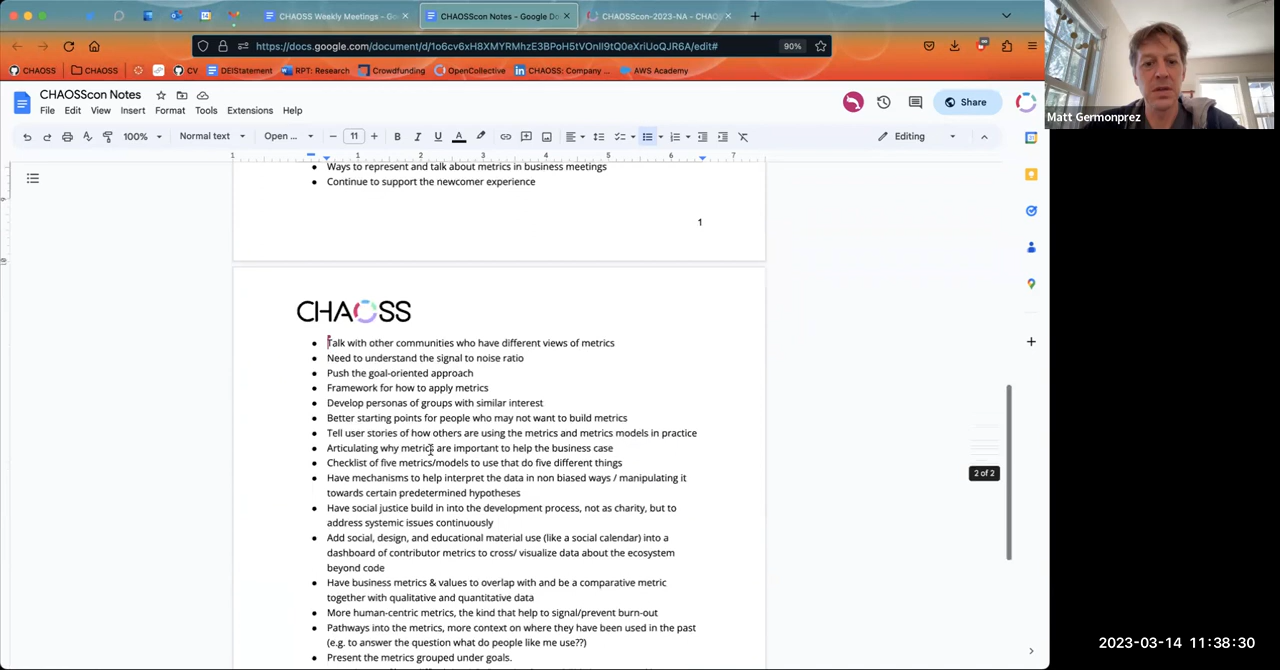 CHAOSS Weekly Meetings - Go
CHAOSScon Notes - Google Do
CHAOSScon-2023-NA - CHAO
https://docs.google.com/document/d/1o6cv6xH8XMYRMhzE3BPoH5tVOnlI9tQ0eXriUoQJR6A/edit#
90%
CHAOSS
CHAOSS
CV
DEIStatement
RPT: Research
Crowdfunding
OpenCollective
CHAOSS: Company ...
AWS Academy
CHAOSScon Notes
File Edit View Insert Format Tools Extensions Help
Share
100%
Normal text
Open ...
11
Editing
1 1 2 3 4 5 6 7
Ways to represent and talk about metrics in business meetings
Continue to support the newcomer experience
1
CHAOSS
Talk with other communities who have different views of metrics
Need to understand the signal to noise ratio
Push the goal-oriented approach
Framework for how to apply metrics
Develop personas of groups with similar interest
Better starting points for people who may not want to build metrics
Tell user stories of how others are using the metrics and metrics models in practice
Articulating why metrics are important to help the business case
Checklist of five metrics/models to use that do five different things
Have mechanisms to help interpret the data in non biased ways / manipulating it
towards certain predetermined hypotheses
Have social justice build in into the development process, not as charity, but to
address systemic issues continuously
Add social, design, and educational material use (like a social calendar) into a
dashboard of contributor metrics to cross/ visualize data about the ecosystem
beyond code
Have business metrics & values to overlap with and be a comparative metric
together with qualitative and quantitative data
More human-centric metrics, the kind that help to signal/prevent burn-out
Pathways into the metrics, more context on where they have been used in the past
(e.g. to answer the question what do people like me use??)
Present the metrics grouped under goals.
2 of 2
Matt Germonprez
2023-03-14 11:38:30